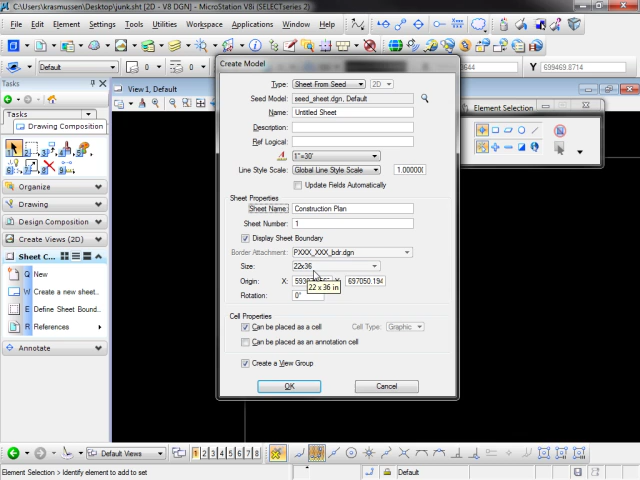 C:\Users\krasmussen\Desktop\junk.sht [2D - V8 DGN] - MicroStation V8i (SELECTseries 2)
File Edit Element Settings Tools Utilities Workspace Applications Window Help
Default 0 0
Y 699469.8714
Tasks
View 1, Default
Tasks
Drawing Composition
Organize
Drawing
Design Composition
Create Views (2D)
Sheet C...
Q New
W Create a new sheet...
E Define Sheet Bound...
R References
Annotate
Element Selection
Create Model
Type: Sheet From Seed 2D
Seed Model: seed_sheet.dgn, Default
Name: Untitled Sheet
Description:
Ref Logical:
1"=30'
Line Style Scale: Global Line Style Scale 1.000000
Update Fields Automatically
Sheet Properties
Sheet Name: Construction Plan
Sheet Number: 1
Display Sheet Boundary
Border Attachment: PXXX_XXX_bdr.dgn
Size: 22x36
Origin: X: Y: 697050.194
22 x 36 in
Rotation: 0°
Cell Properties
Can be placed as a cell Cell Type: Graphic
Can be placed as an annotation cell
Create a View Group
OK Cancel
Default Views 1 2 3 4 5 6 7 8
Element Selection > Identify element to add to set
Default